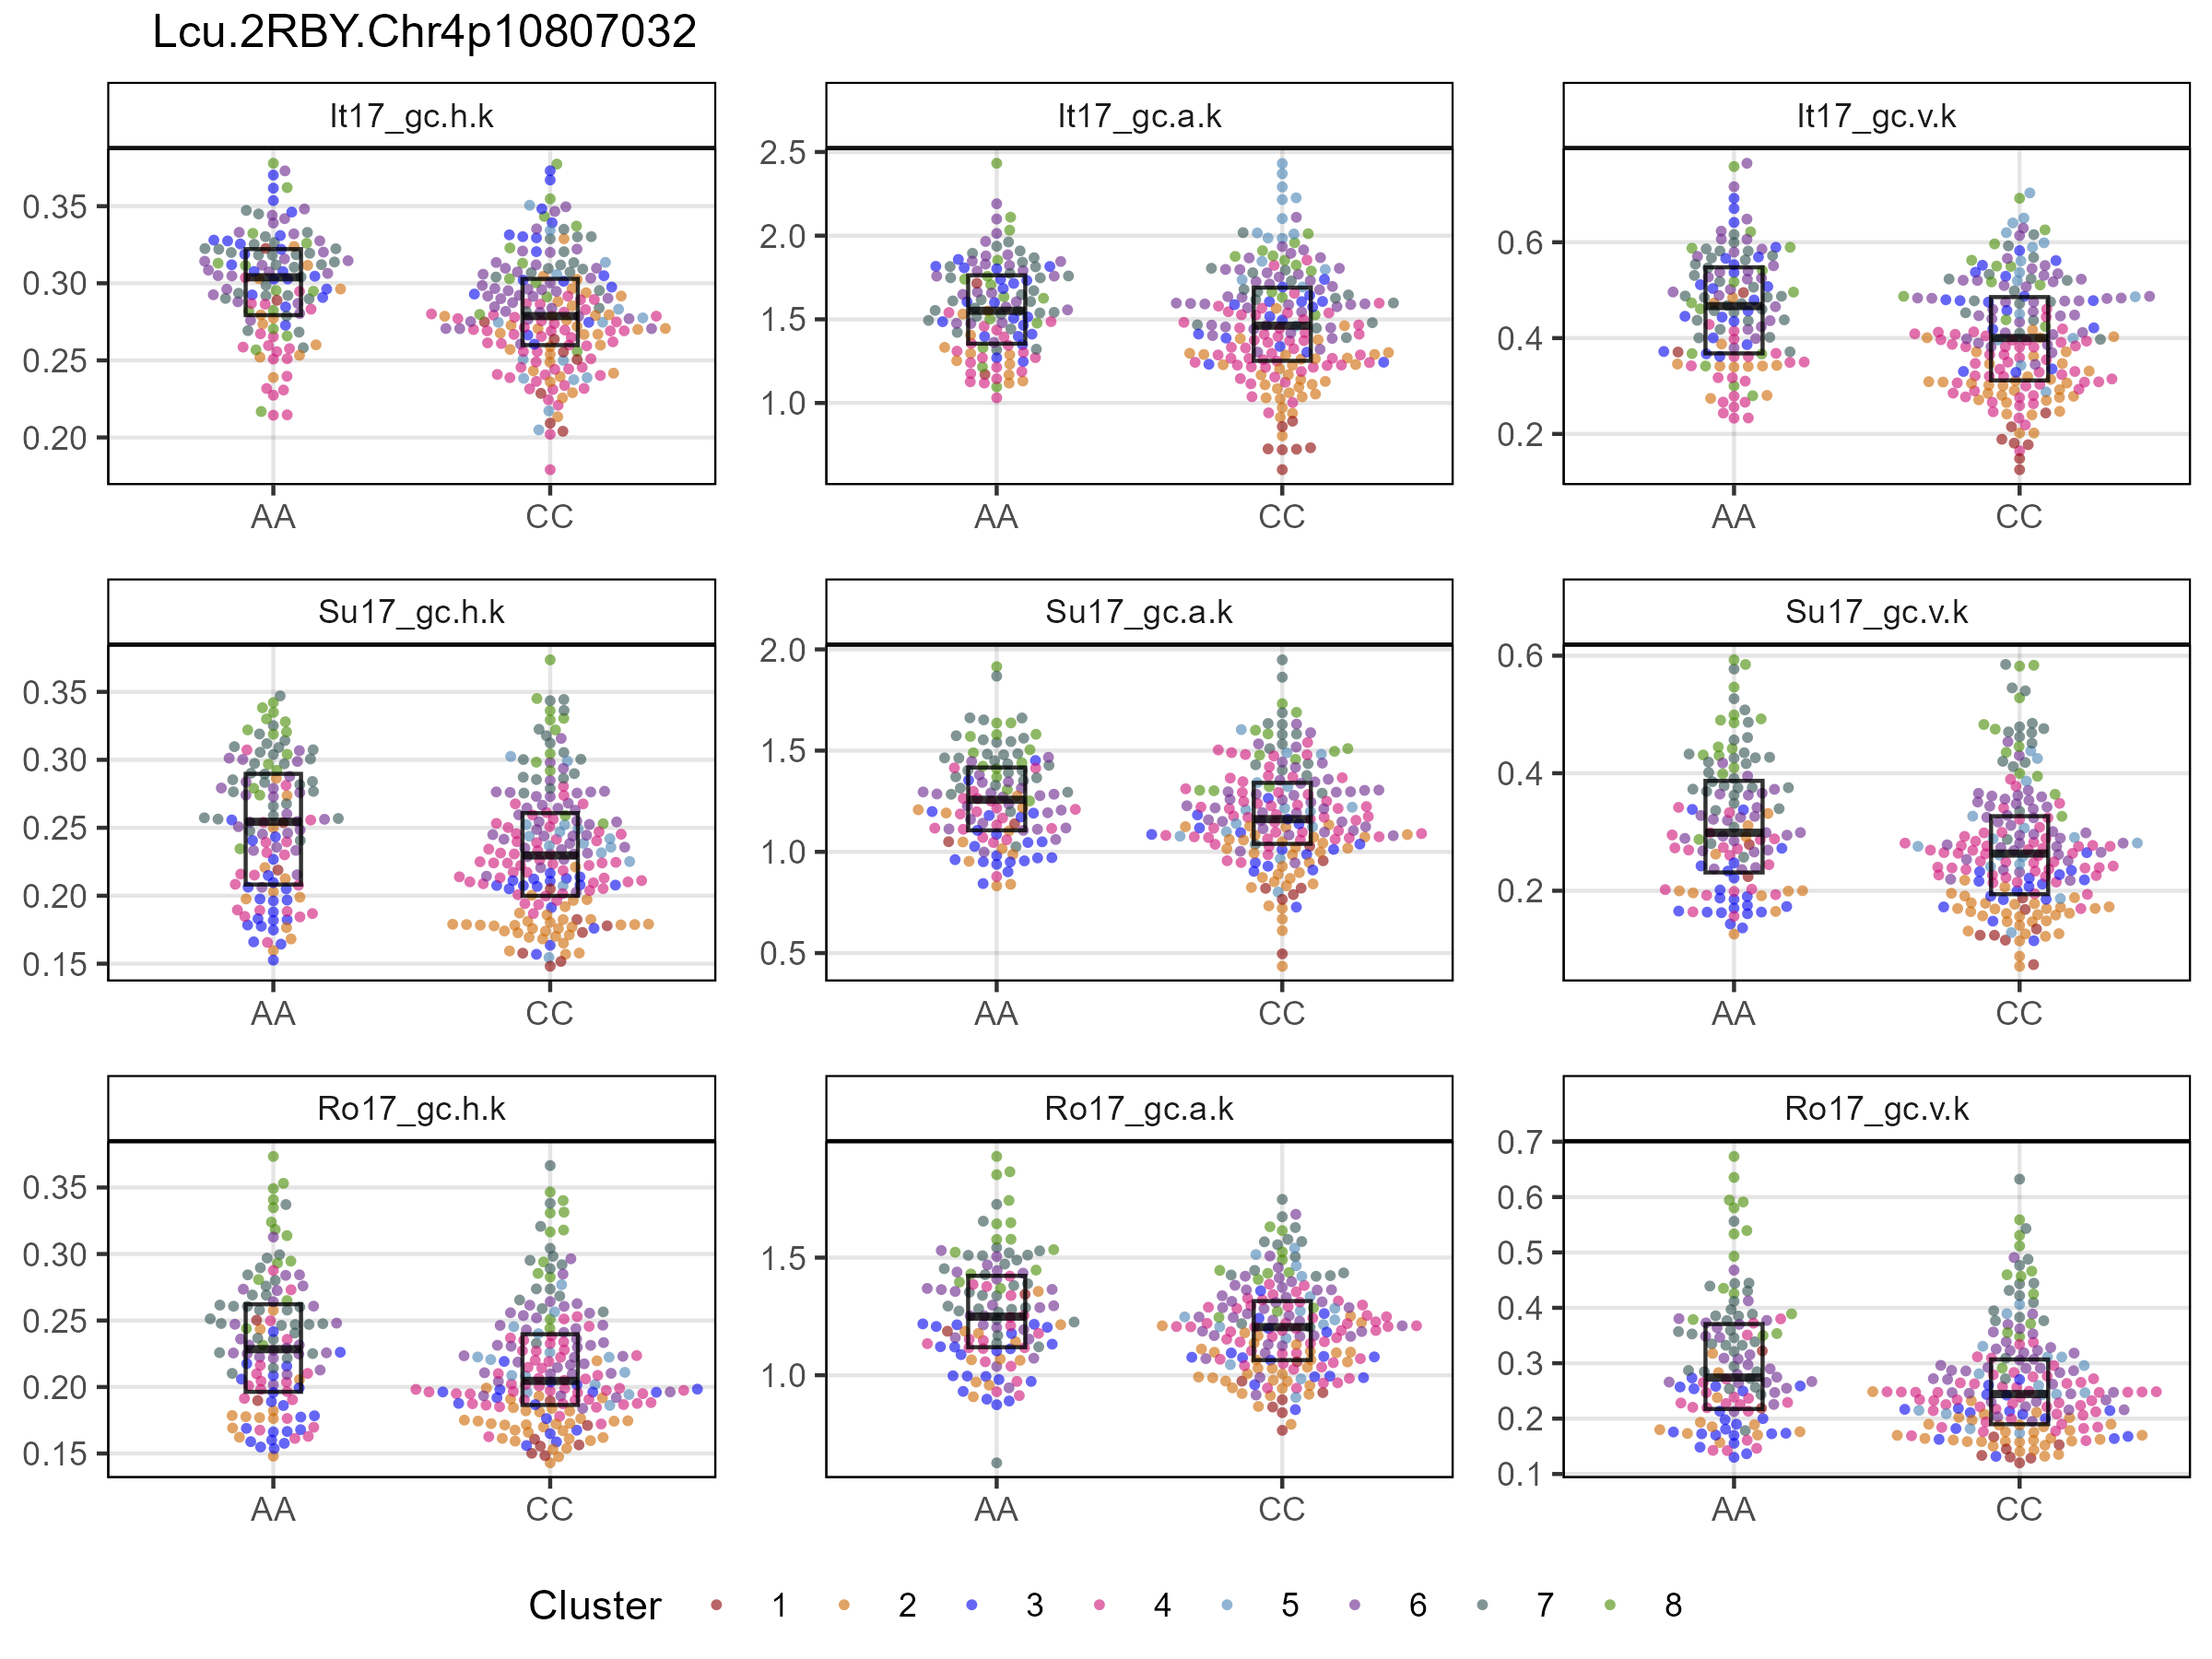 Lcu.2RBY.Chr4p10807032
It17_gc.h.k
It17_gc.a.k
It17_gc.v.k
0.35
0.30
0.25
0.20
AA
CC
2.5
2.0
1.5
1.0
AA
CC
0.6
0.4
0.2
AA
CC
Su17_gc.h.k
Su17_gc.a.k
Su17_gc.v.k
0.35
0.30
0.25
0.20
0.15
AA
CC
2.0
1.5
1.0
0.5
AA
CC
0.6
0.4
0.2
AA
CC
Ro17_gc.h.k
Ro17_gc.a.k
Ro17_gc.v.k
0.35
0.30
0.25
0.20
0.15
AA
CC
1.5
1.0
AA
CC
0.7
0.6
0.5
0.4
0.3
0.2
0.1
AA
CC
Cluster 1 2 3 4 5 6 7 8